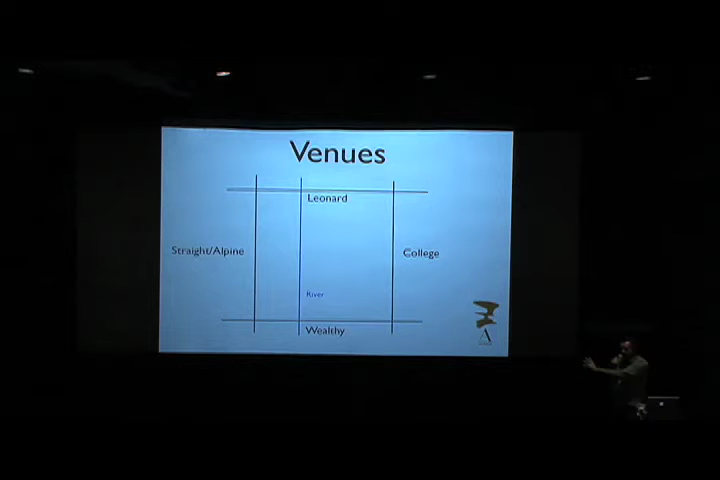 Venues
Leonard
Straight/Alpine
College
River
Wealthy
A